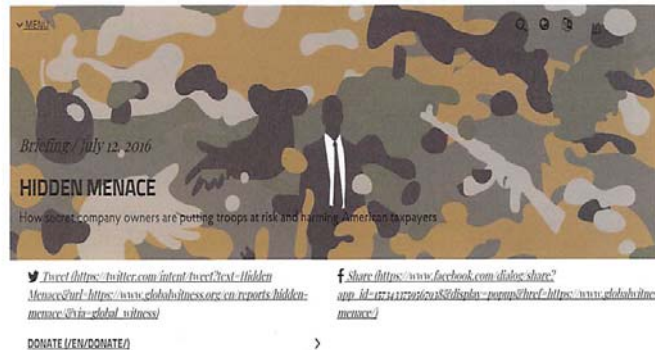 MENU
Briefing / July 12, 2016
HIDDEN MENACE
How secret company owners are putting troops at risk and harming American taxpayers
Tweet (https://twitter.com/intent/tweet?text=Hidden
Menace&url=https://www.globalwitness.org/en/reports/hidden-
menace/&via=global_witness)
Share (https://www.facebook.com/dialog/share?
menace/)
DONATE (/EN/DONATE/)